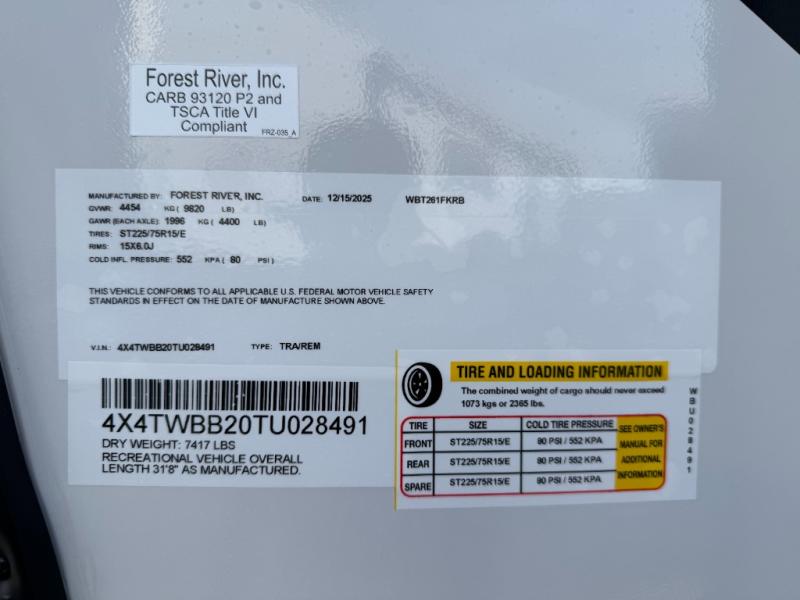 Forest River, Inc.
CARB 93120 P2 and
TSCA Title VI
Compliant
FRZ-035_A
MANUFACTURED BY: FOREST RIVER, INC. DATE: 12/15/2025 WBT261FKRB
GVWR: 4454 KG ( 9820 LB)
GAWR (EACH AXLE): 1996 KG ( 4400 LB)
TIRES: ST225/75R15/E
RIMS: 15X6.0J
COLD INFL. PRESSURE: 552 KPA ( 80 PSI )
THIS VEHICLE CONFORMS TO ALL APPLICABLE U.S. FEDERAL MOTOR VEHICLE SAFETY
STANDARDS IN EFFECT ON THE DATE OF MANUFACTURE SHOWN ABOVE.
V.I.N.: 4X4TWBB20TU028491 TYPE: TRA/REM
4X4TWBB20TU028491
DRY WEIGHT: 7417 LBS
RECREATIONAL VEHICLE OVERALL
LENGTH 31'8" AS MANUFACTURED.
TIRE AND LOADING INFORMATION
The combined weight of cargo should never exceed
1073 kgs or 2365 lbs.
TIRE SIZE COLD TIRE PRESSURE
FRONT ST225/75R15/E 80 PSI / 552 KPA
REAR ST225/75R15/E 80 PSI / 552 KPA
SPARE ST225/75R15/E 80 PSI / 552 KPA
SEE OWNER'S
MANUAL FOR
ADDITIONAL
INFORMATION
WBU028491